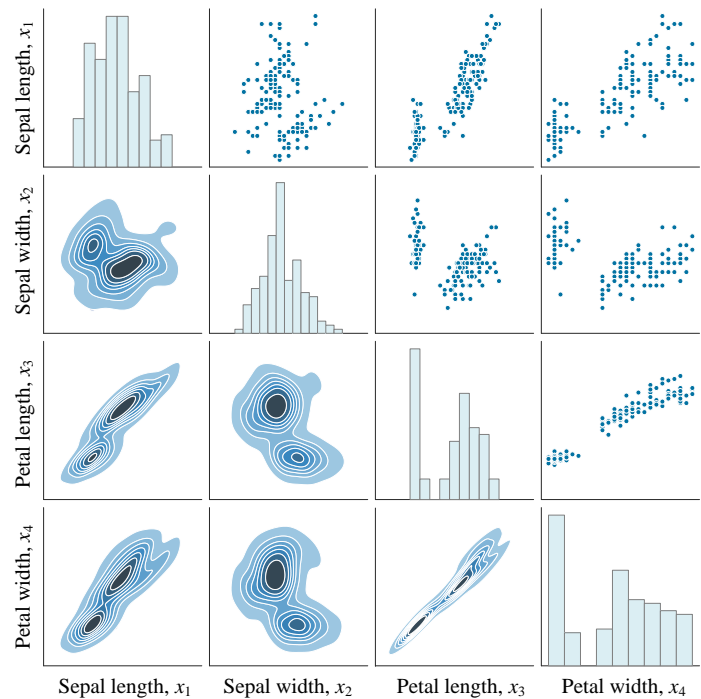 Sepal length, x₁
Sepal width, x₂
Petal length, x₃
Petal width, x₄
Sepal length, x₁
Sepal width, x₂
Petal length, x₃
Petal width, x₄